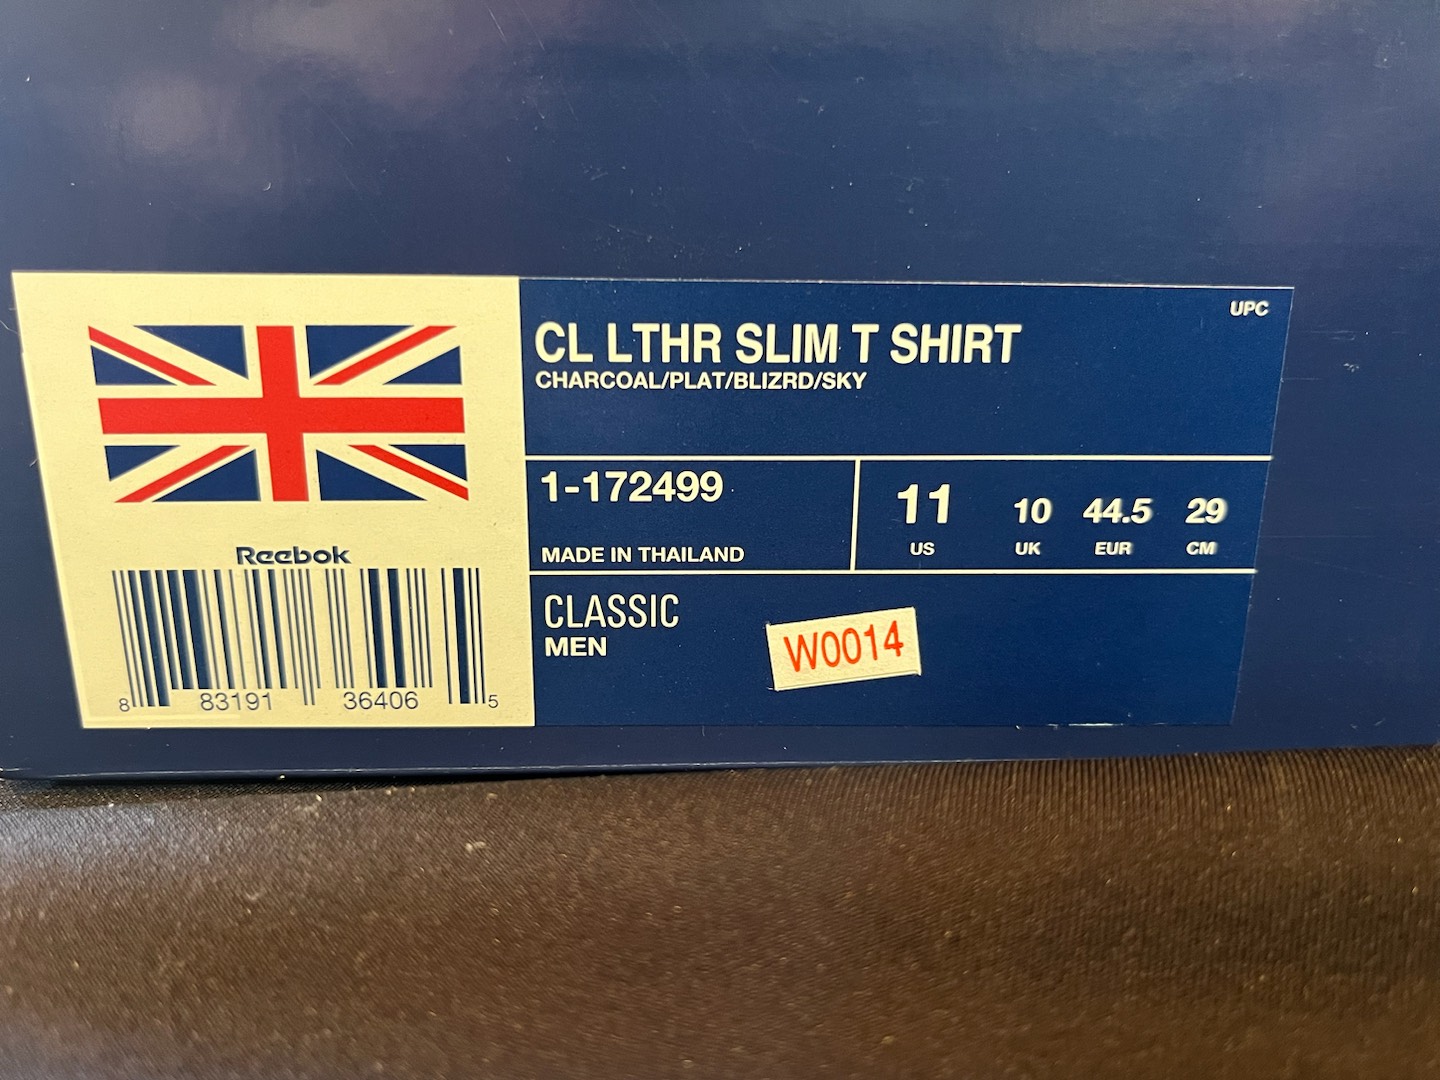 UPC
CL LTHR SLIM T SHIRT
CHARCOAL/PLAT/BLIZRD/SKY
1-172499
MADE IN THAILAND
11 10 44.5 29
US UK EUR CM
Reebok
8 83191 36406 5
CLASSIC
MEN
W0014